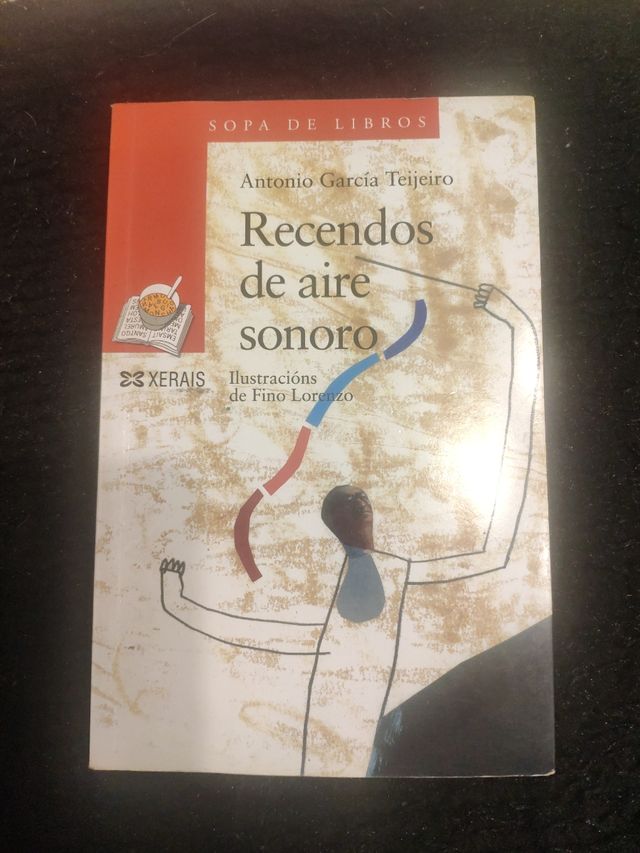 SOPA DE LIBROS
Antonio García Teijeiro
Recendos
de aire
sonoro
XERAIS
Ilustracións
de Fino Lorenzo